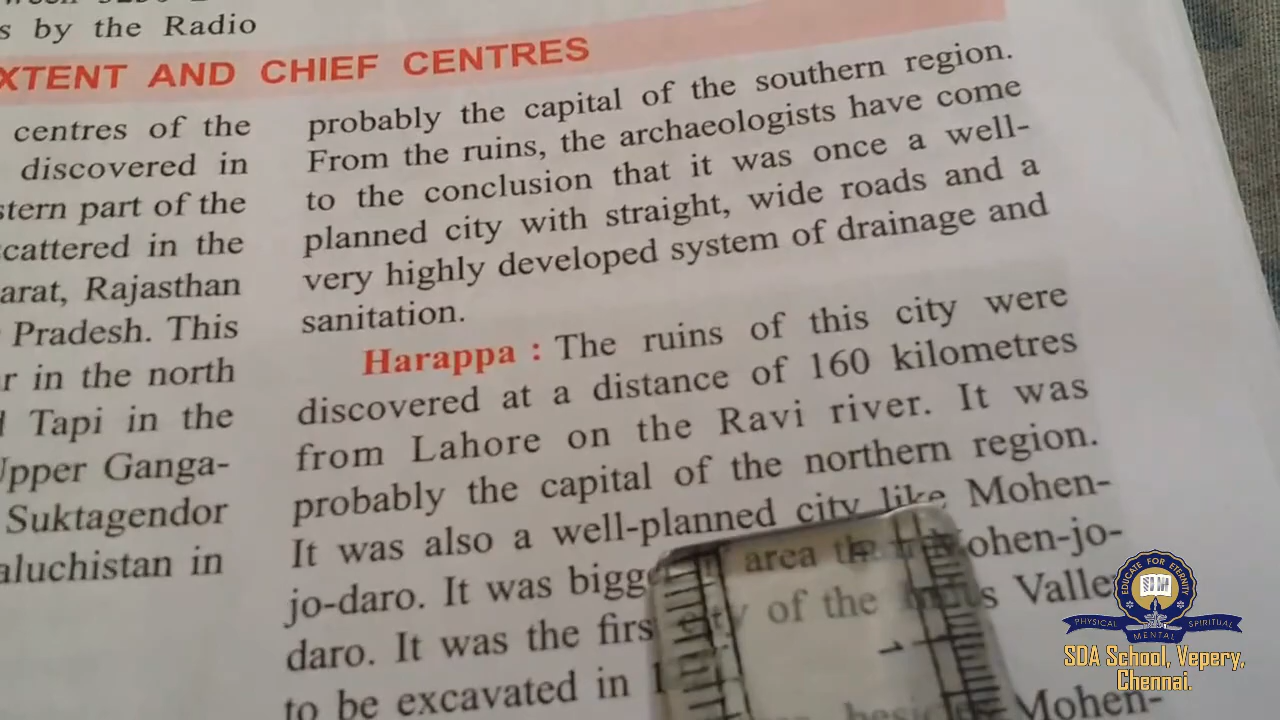 s by the Radio
XTENT AND CHIEF CENTRES
centres of the
discovered in
stern part of the
cattered in the
arat, Rajasthan
Pradesh. This
r in the north
Tapi in the
Upper Ganga-
Suktagendor
aluchistan in
probably the capital of the southern region.
From the ruins, the archaeologists have come
to the conclusion that it was once a well-
planned city with straight, wide roads and a
very highly developed system of drainage and
sanitation.
Harappa : The ruins of this city were
discovered at a distance of 160 kilometres
from Lahore on the Ravi river. It was
probably the capital of the northern region.
It was also a well-planned city like Mohen-
jo-daro. It was bigger area Mohen-jo-
daro. It was the firs of the Valle
to be excavated in Mohen-
1
EDUCATE FOR ETERNITY
PHYSICAL MENTAL SPIRITUAL
SDA School, Vepery,
Chennai.